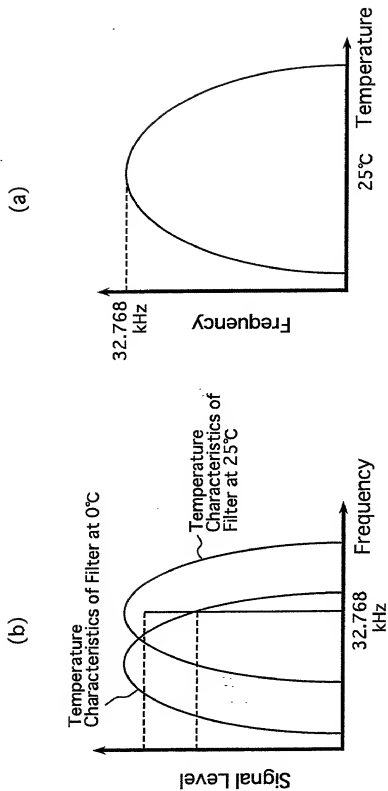 (a)
32.768
kHz
Frequency
25℃
Temperature
(b)
Temperature
Characteristics of Filter at 0℃
Temperature
Characteristics of
Filter at 25℃
Signal Level
32.768
kHz
Frequency